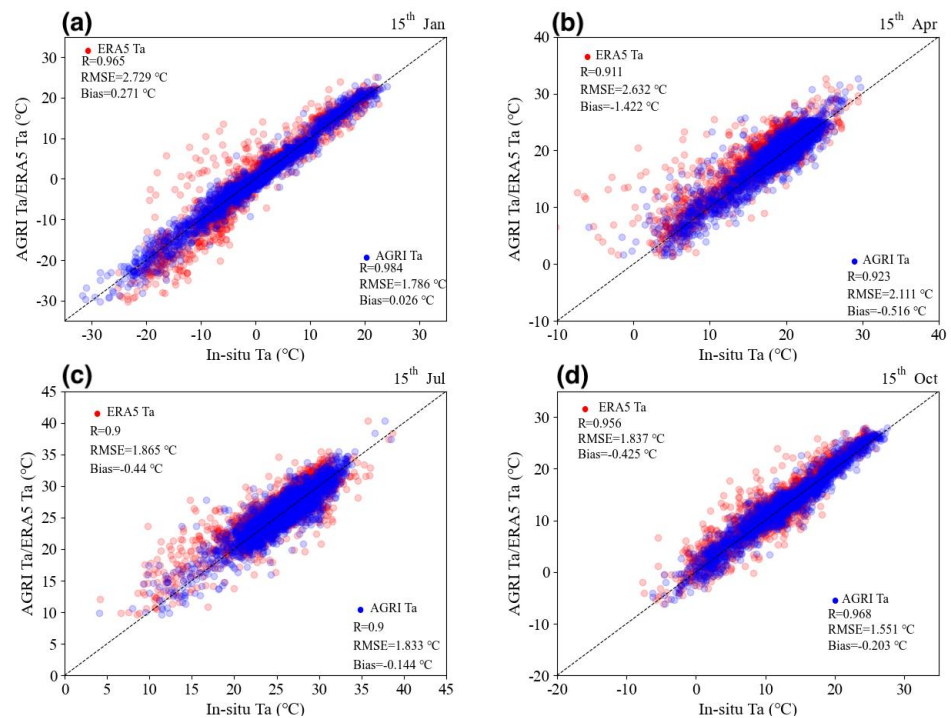 (a)
15th Jan
ERA5 Ta
R=0.965
RMSE=2.729 ℃
Bias=0.271 ℃
AGRI Ta/ERA5 Ta (℃)
30
20
10
0
-10
-20
-30
AGRI Ta
R=0.984
RMSE=1.786 ℃
Bias=0.026 ℃
-30 -20 -10 0 10 20 30
In-situ Ta (℃)
(b)
15th Apr
ERA5 Ta
R=0.911
RMSE=2.632 ℃
Bias=-1.422 ℃
AGRI Ta/ERA5 Ta (℃)
40
30
20
10
0
-10
AGRI Ta
R=0.923
RMSE=2.111 ℃
Bias=-0.516 ℃
-10 0 10 20 30 40
In-situ Ta (℃)
(c)
15th Jul
ERA5 Ta
R=0.9
RMSE=1.865 ℃
Bias=-0.44 ℃
AGRI Ta/ERA5 Ta (℃)
45
40
35
30
25
20
15
10
5
0
AGRI Ta
R=0.9
RMSE=1.833 ℃
Bias=-0.144 ℃
0 5 10 15 20 25 30 35 40 45
In-situ Ta (℃)
(d)
15th Oct
ERA5 Ta
R=0.956
RMSE=1.837 ℃
Bias=-0.425 ℃
AGRI Ta/ERA5 Ta (℃)
30
20
10
0
-10
-20
AGRI Ta
R=0.968
RMSE=1.551 ℃
Bias=-0.203 ℃
-20 -10 0 10 20 30
In-situ Ta (℃)